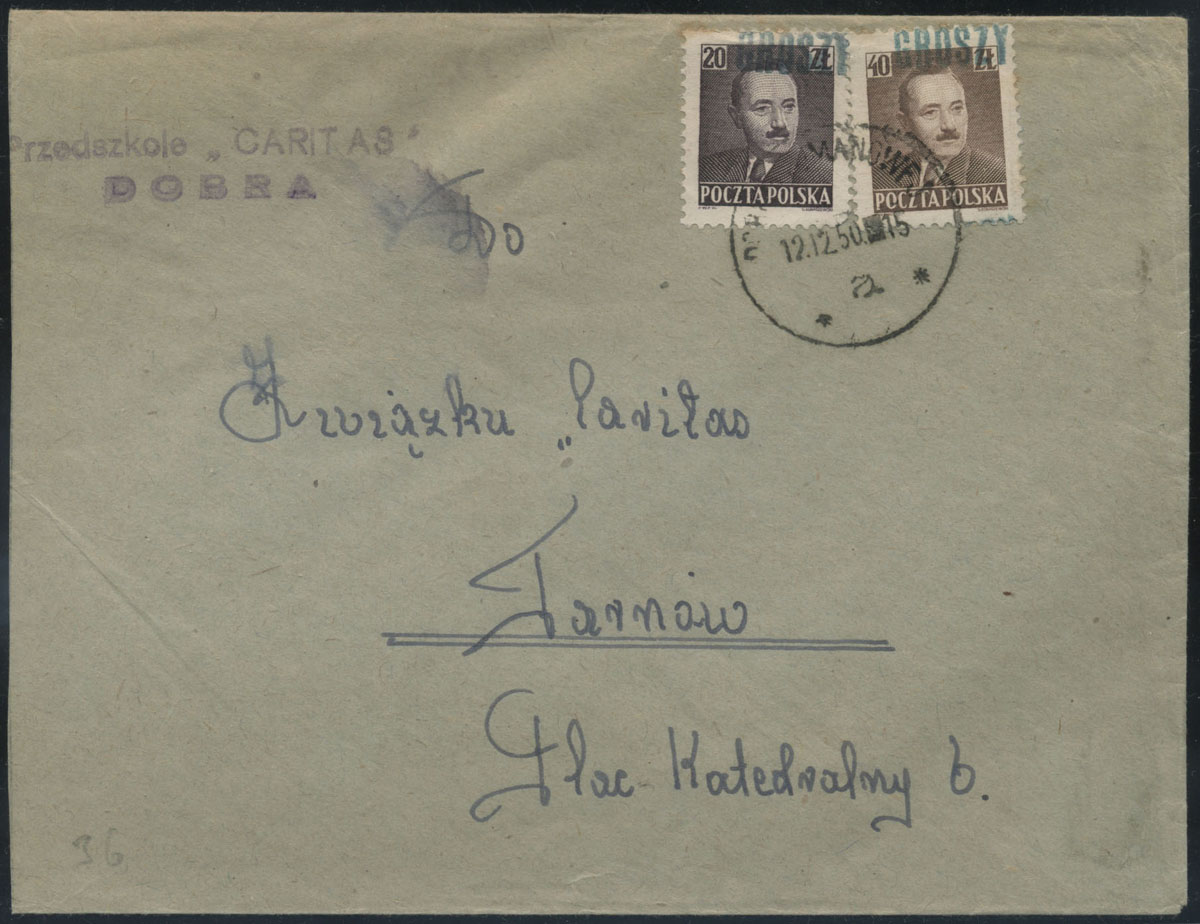 GROSZY GROSZY
20 ZŁ 40 ZŁ
POCZTA POLSKA POCZTA POLSKA
12.12.50. 15
a
Przedszkole „CARITAS"
DOBRA
Do
Związku „Caritas
Tarnów
Plac Katedralny 6.
36